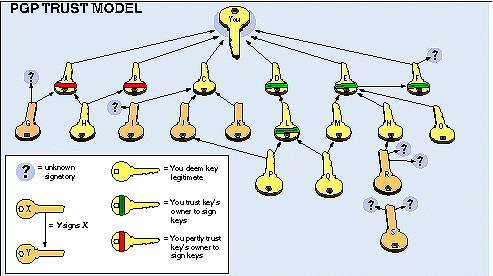 PGP TRUST MODEL
You
?
?
A B C D E F
?
G H I J K L M N O
? ?
P Q R
? ?
S
? = unknown signatory
= You deem key legitimate
= You trust key's owner to sign keys
= You partly trust key's owner to sign keys
X
= Y signs X
Y